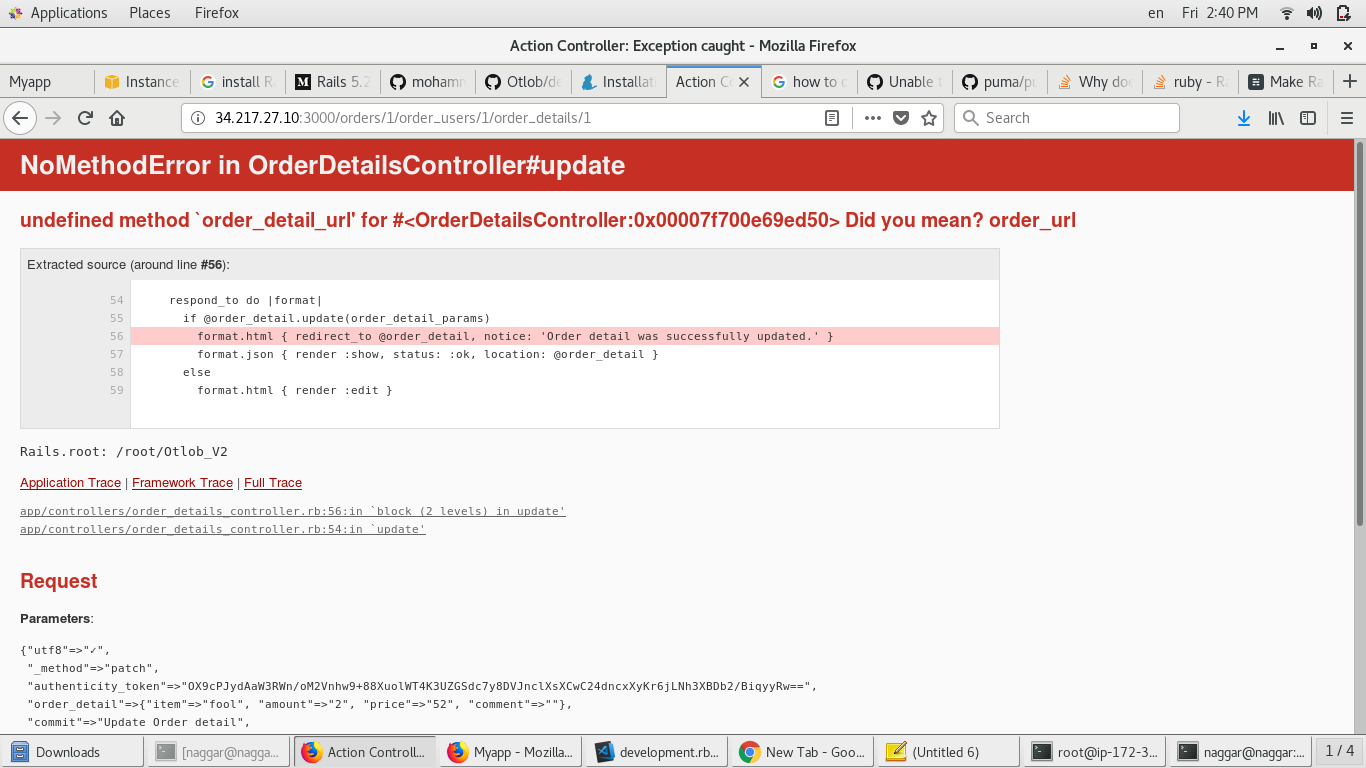 Applications Places Firefox en Fri 2:40 PM
Action Controller: Exception caught - Mozilla Firefox
Myapp Instance install R Rails 5.2 moham Otlob/de Installati Action Co how to Unable puma/p Why doe ruby - Ra Make Ra
34.217.27.10:3000/orders/1/order_users/1/order_details/1 Search
NoMethodError in OrderDetailsController#update
undefined method `order_detail_url' for #<OrderDetailsController:0x00007f700e69ed50> Did you mean? order_url
Extracted source (around line #56):
54 respond_to do |format|
55 if @order_detail.update(order_detail_params)
56 format.html { redirect_to @order_detail, notice: 'Order detail was successfully updated.' }
57 format.json { render :show, status: :ok, location: @order_detail }
58 else
59 format.html { render :edit }
Rails.root: /root/Otlob_V2
Application Trace | Framework Trace | Full Trace
app/controllers/order_details_controller.rb:56:in `block (2 levels) in update'
app/controllers/order_details_controller.rb:54:in `update'
Request
Parameters:
{"utf8"=>"✓",
"_method"=>"patch",
"authenticity_token"=>"OX9cPJydAaW3RWn/oM2Vnhw9+88XuolWT4K3UZGSdc7y8DVJnclXsXCwC24dncxXyKr6jLNh3XBDb2/BiqyyRw==",
"order_detail"=>{"item"=>"fool", "amount"=>"2", "price"=>"52", "comment"=>""},
"commit"=>"Update Order detail",
Downloads [naggar@nagga... Action Controll... Myapp - Mozilla... development.rb... New Tab - Goo... (Untitled 6) root@ip-172-3... naggar@naggar:... 1 / 4